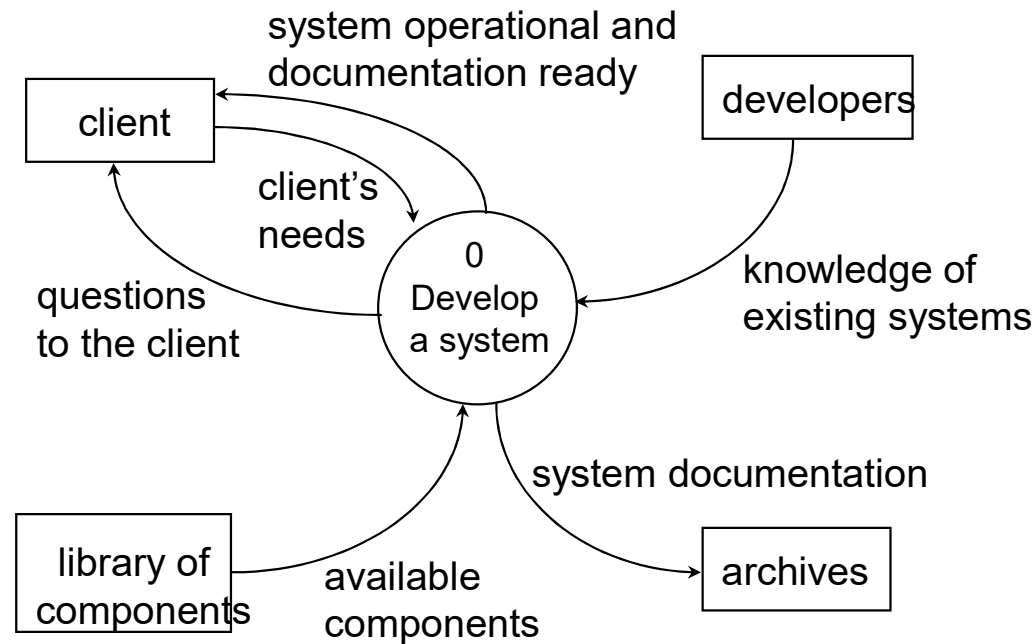 system operational and
documentation ready
client
developers
client’s
needs
0
Develop
a system
questions
to the client
knowledge of
existing systems
system documentation
library of
components
available
components
archives